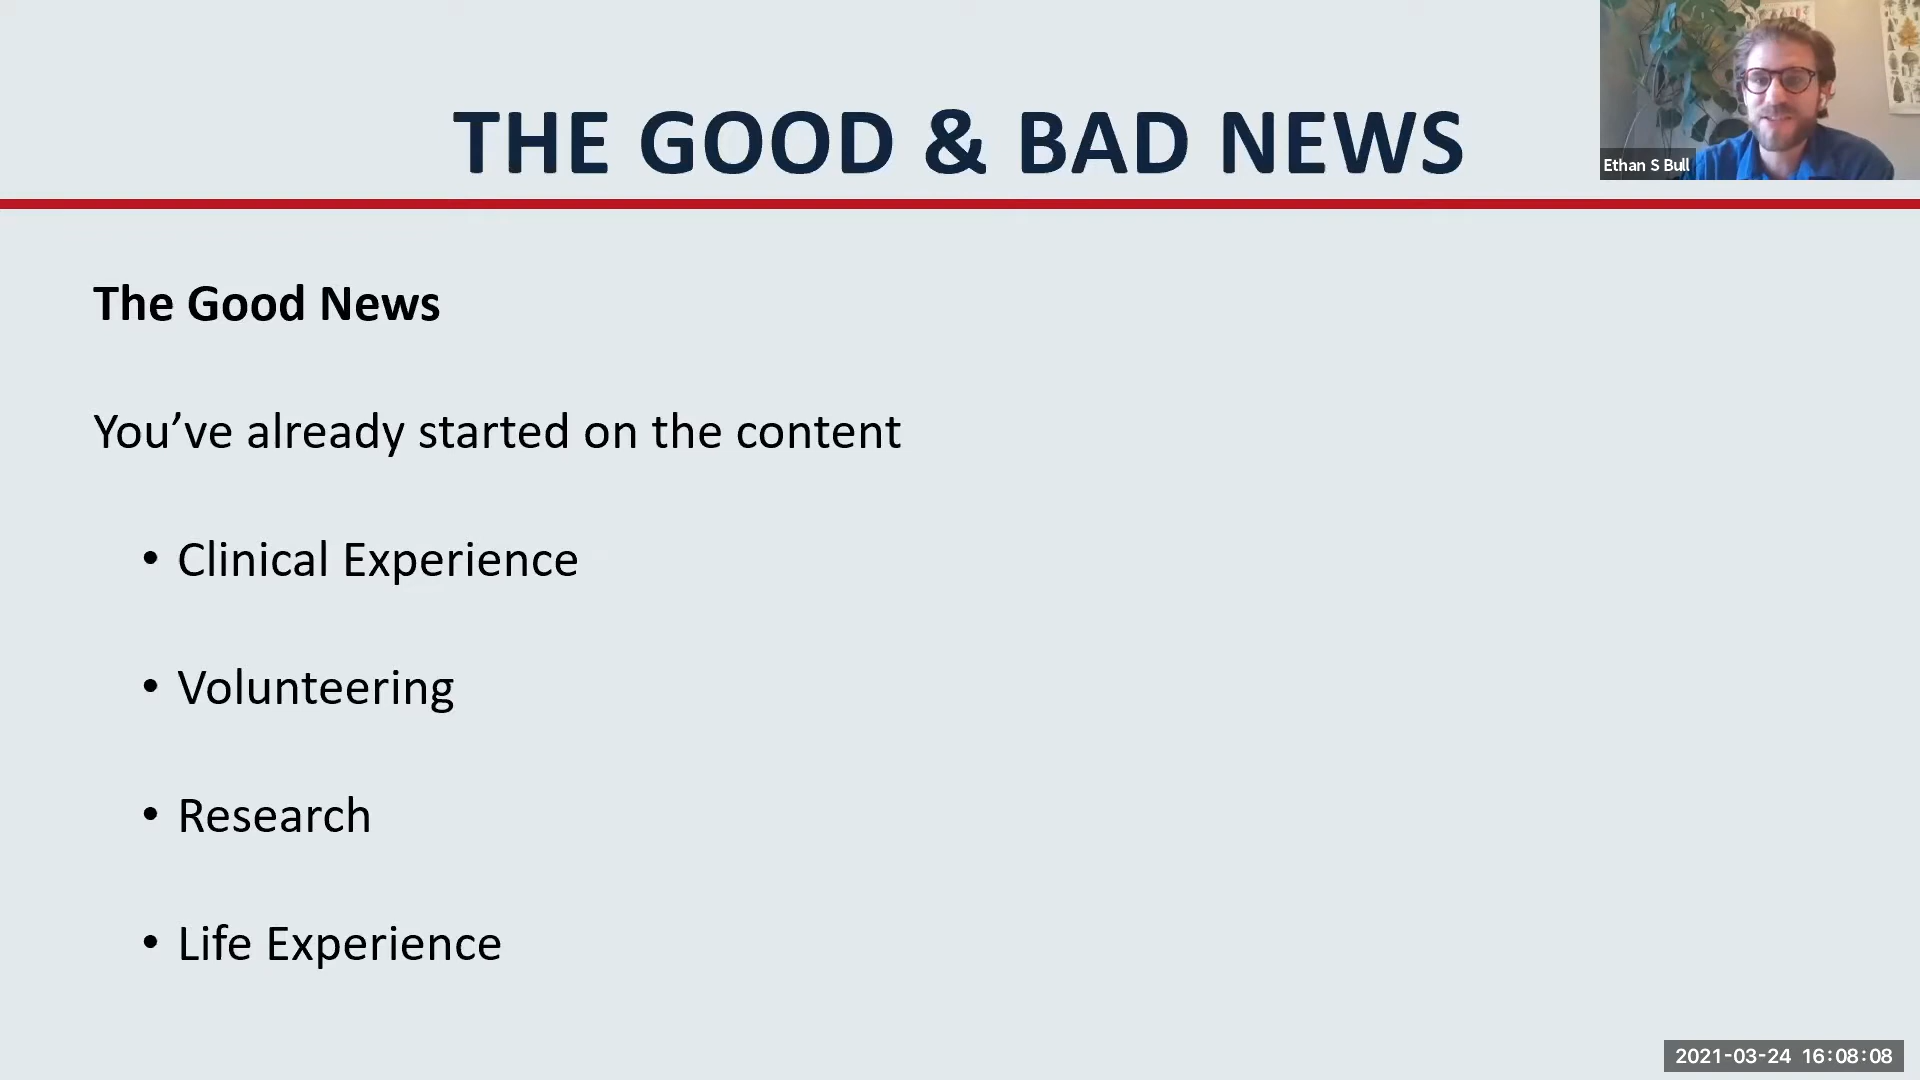 THE GOOD & BAD NEWS
Ethan S Bull
The Good News
You’ve already started on the content
• Clinical Experience
• Volunteering
• Research
• Life Experience
2021-03-24 16:08:08